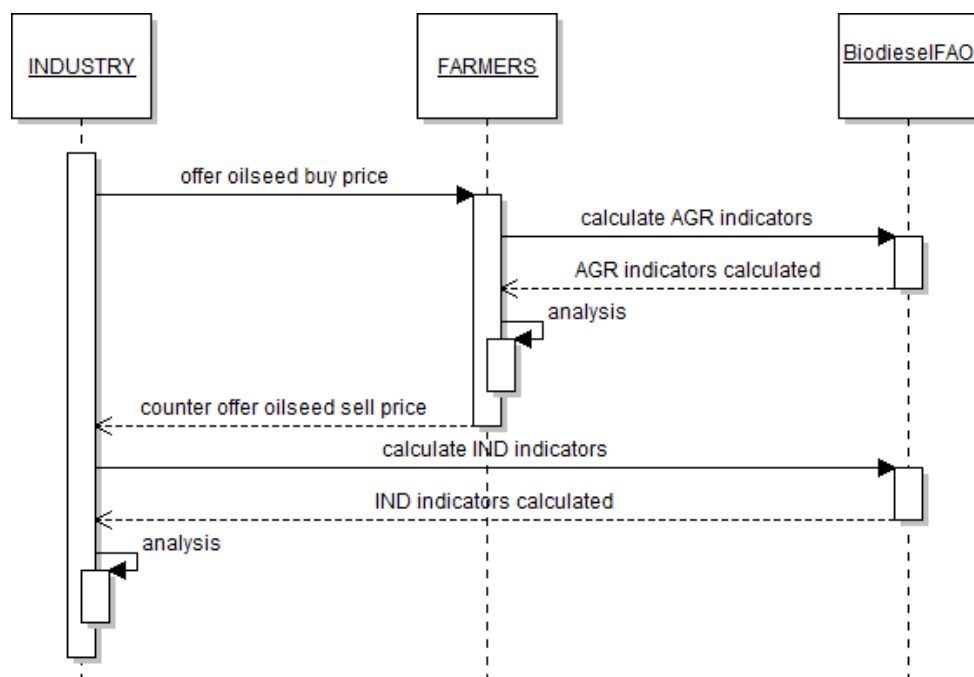 INDUSTRY
FARMERS
BiodieselFAO
offer oilseed buy price
calculate AGR indicators
AGR indicators calculated
analysis
counter offer oilseed sell price
calculate IND indicators
IND indicators calculated
analysis